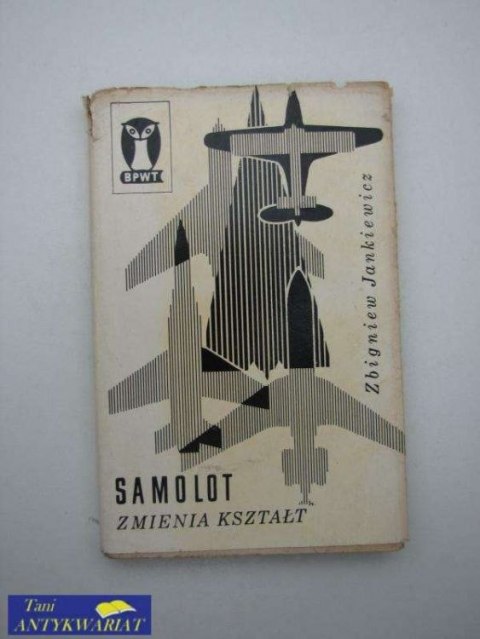 BPWT
Zbigniew Jankiewicz
SAMOLOT
ZMIENIA KSZTAŁT
Tani
ANTYKWARIAT